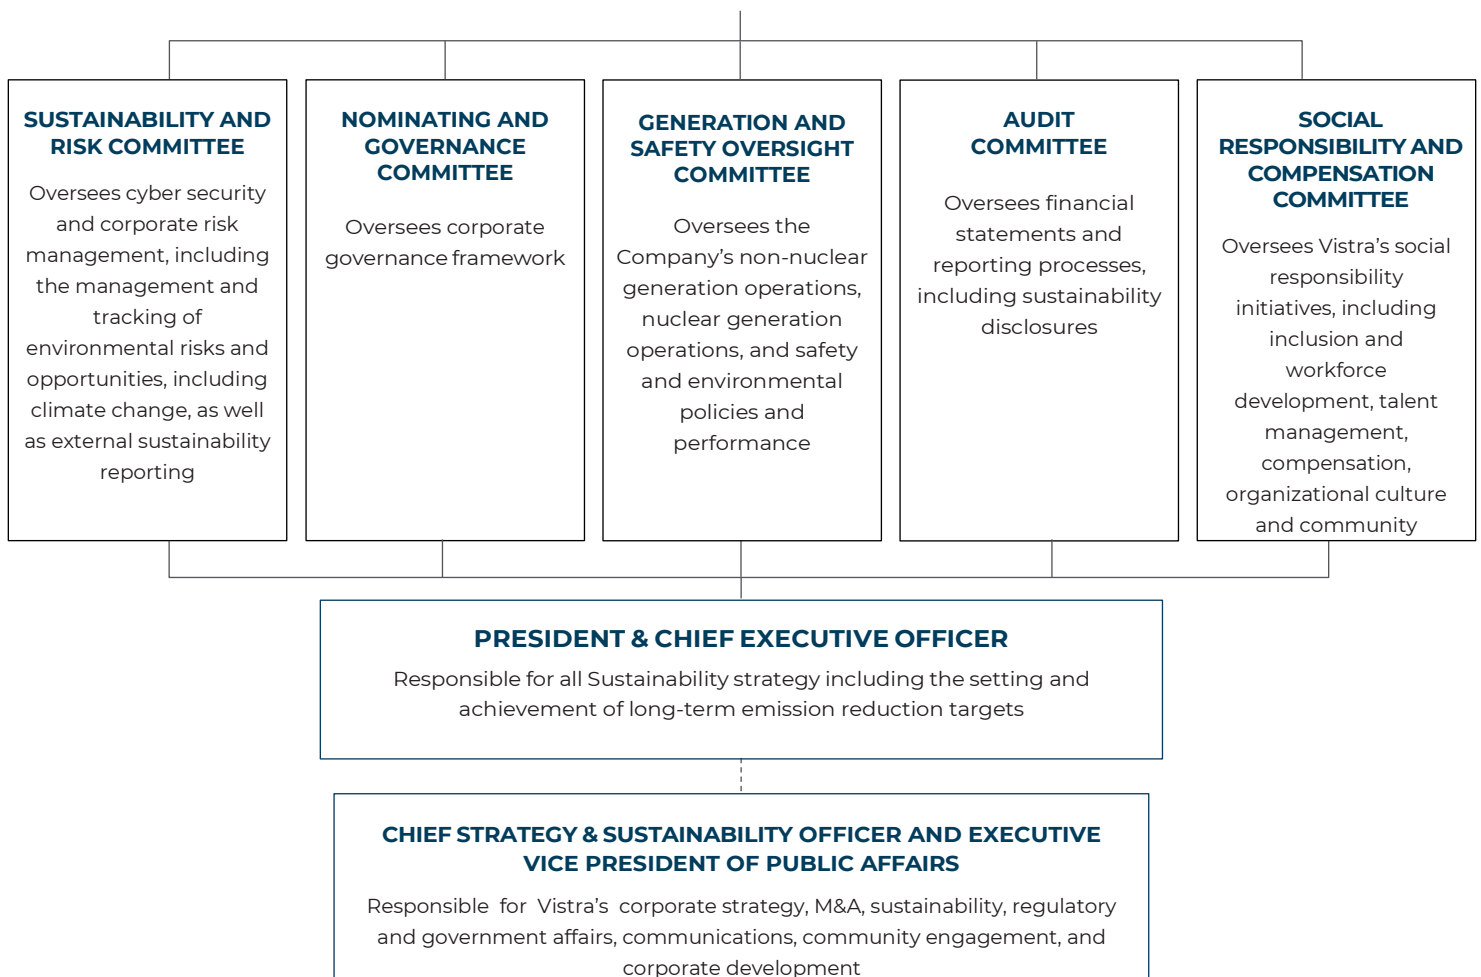 SUSTAINABILITY AND
RISK COMMITTEE
Oversees cyber security
and corporate risk
management, including
the management and
tracking of
environmental risks and
opportunities, including
climate change, as well
as external sustainability
reporting
NOMINATING AND
GOVERNANCE
COMMITTEE
Oversees corporate
governance framework
GENERATION AND
SAFETY OVERSIGHT
COMMITTEE
Oversees the
Company’s non-nuclear
generation operations,
nuclear generation
operations, and safety
and environmental
policies and
performance
AUDIT
COMMITTEE
Oversees financial
statements and
reporting processes,
including sustainability
disclosures
SOCIAL
RESPONSIBILITY AND
COMPENSATION
COMMITTEE
Oversees Vistra’s social
responsibility
initiatives, including
inclusion and
workforce
development, talent
management,
compensation,
organizational culture
and community
PRESIDENT & CHIEF EXECUTIVE OFFICER
Responsible for all Sustainability strategy including the setting and
achievement of long-term emission reduction targets
CHIEF STRATEGY & SUSTAINABILITY OFFICER AND EXECUTIVE
VICE PRESIDENT OF PUBLIC AFFAIRS
Responsible for Vistra’s corporate strategy, M&A, sustainability, regulatory
and government affairs, communications, community engagement, and
corporate development